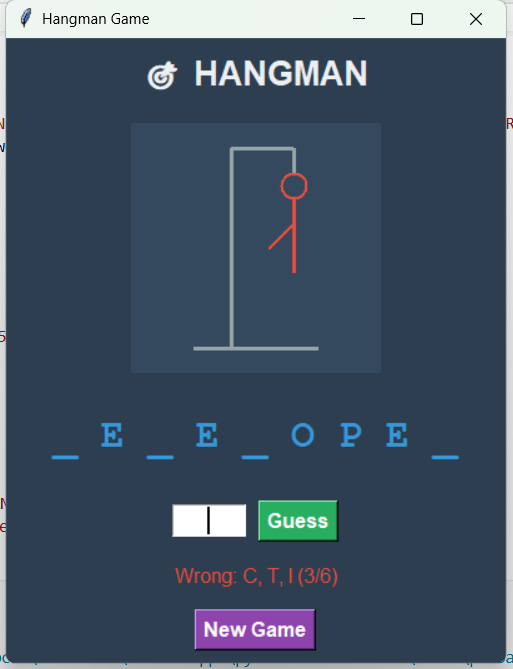 Hangman Game
HANGMAN
_ E _ E _ O P E _
Guess
Wrong: C, T, I (3/6)
New Game